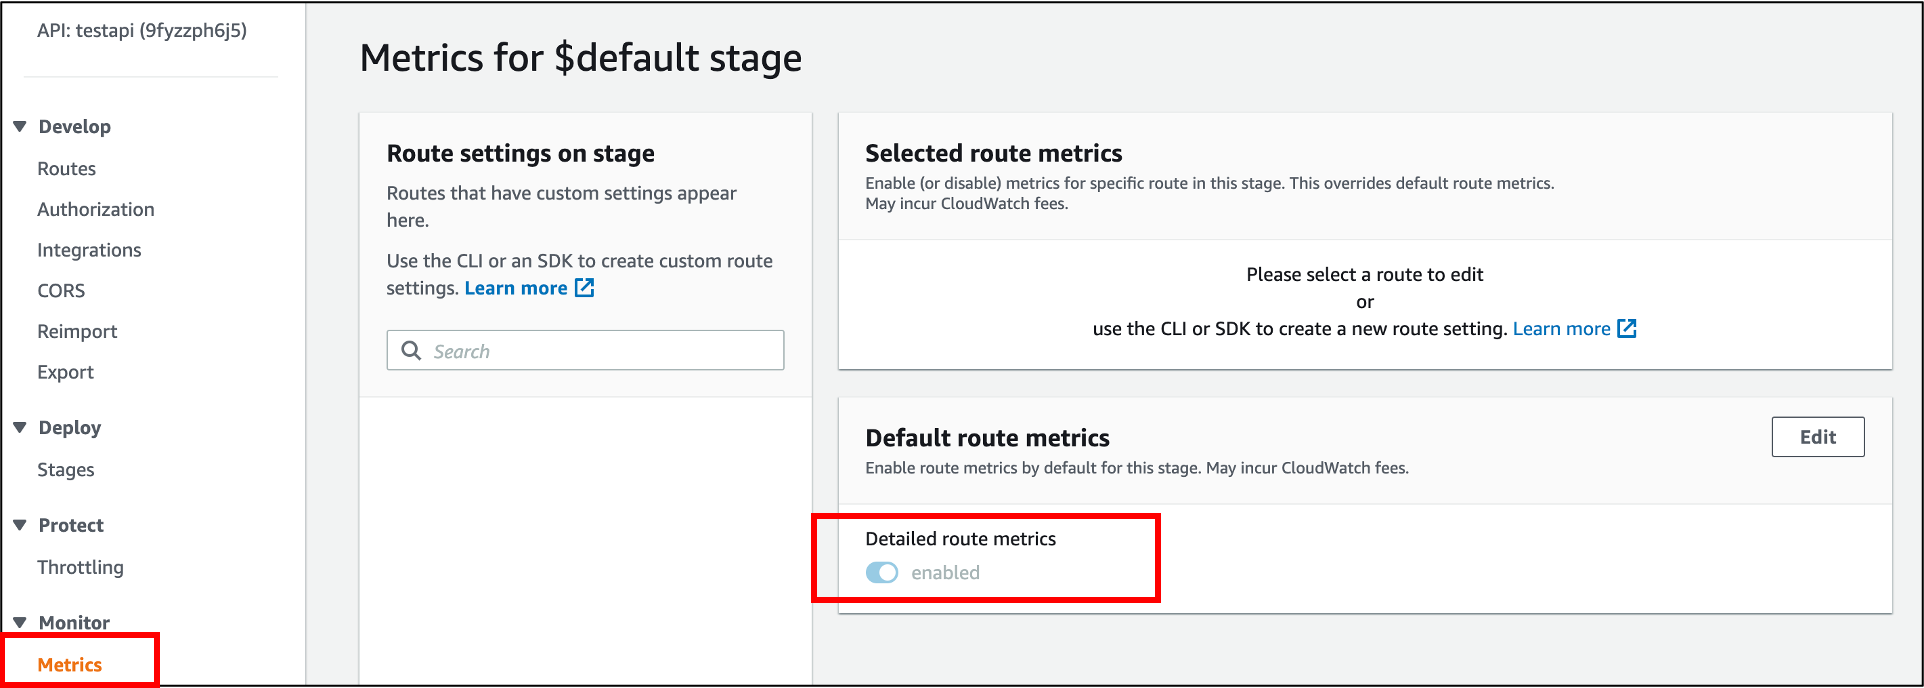 API: testapi (9fyzzph6j5)
Develop
Routes
Authorization
Integrations
CORS
Reimport
Export
Deploy
Stages
Protect
Throttling
Monitor
Metrics
Metrics for $default stage
Route settings on stage
Routes that have custom settings appear
here.
Use the CLI or an SDK to create custom route
settings. Learn more
Search
Selected route metrics
Enable (or disable) metrics for specific route in this stage. This overrides default route metrics.
May incur CloudWatch fees.
Please select a route to edit
or
use the CLI or SDK to create a new route setting. Learn more
Default route metrics
Edit
Enable route metrics by default for this stage. May incur CloudWatch fees.
Detailed route metrics
enabled